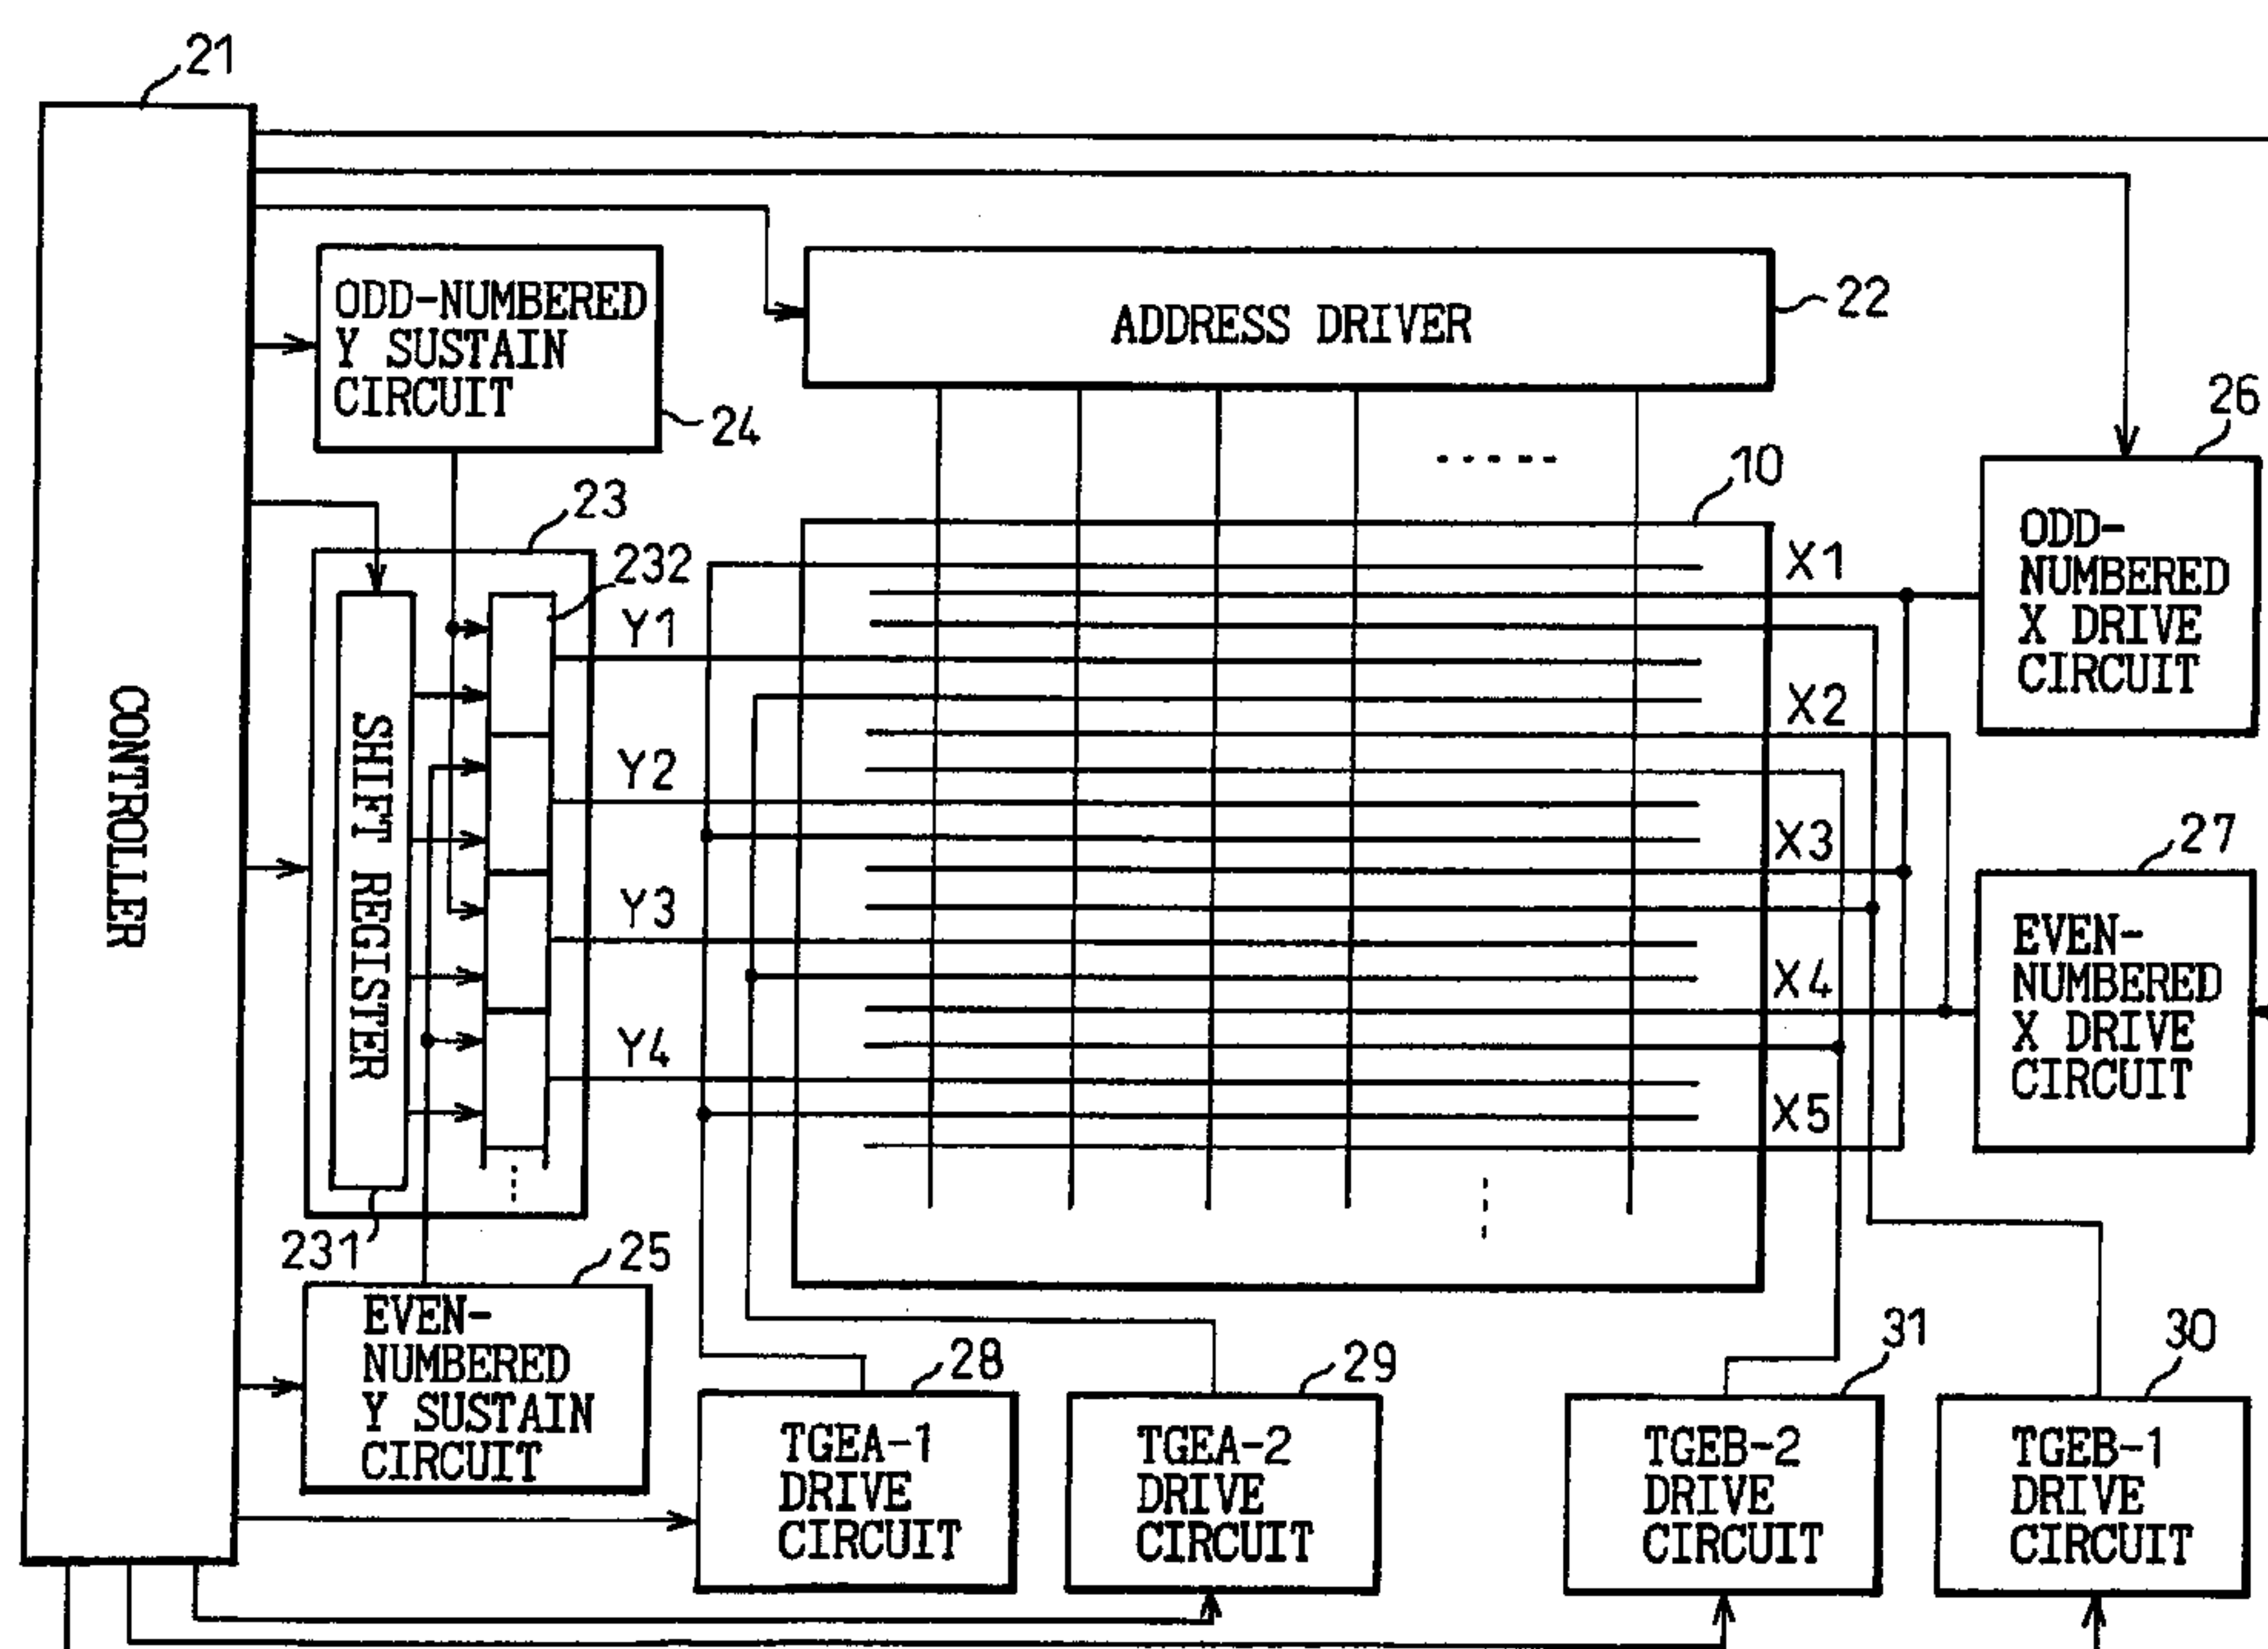 21
ODD-NUMBERED
Y SUSTAIN
CIRCUIT
24
ADDRESS DRIVER
22
26
ODD-
NUMBERED
X DRIVE
CIRCUIT
10
23
232
CONTROLLER
SHIFT REGISTER
231
Y1
Y2
Y3
Y4
X1
X2
X3
X4
X5
27
EVEN-
NUMBERED
X DRIVE
CIRCUIT
25
EVEN-
NUMBERED
Y SUSTAIN
CIRCUIT
28
TGEA-1
DRIVE
CIRCUIT
29
TGEA-2
DRIVE
CIRCUIT
31
TGEB-2
DRIVE
CIRCUIT
30
TGEB-1
DRIVE
CIRCUIT